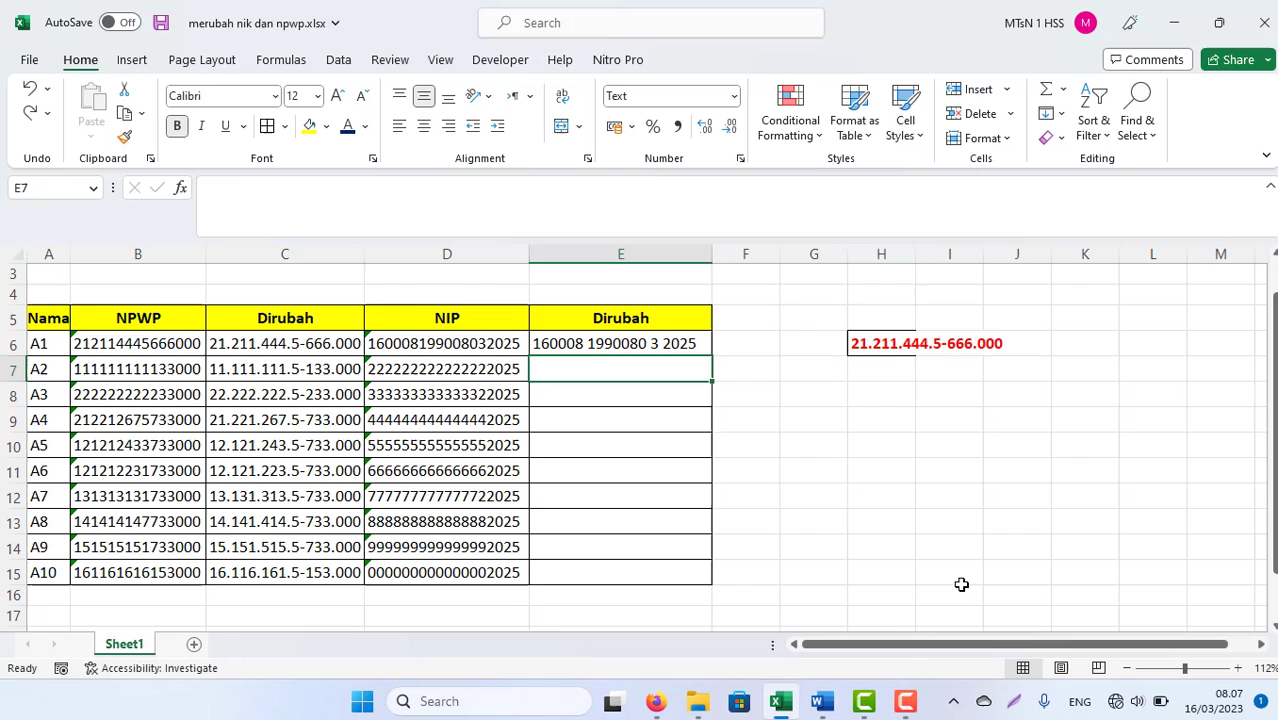 AutoSave Off merubah nik dan npwp.xlsx Search MTsN 1 HSS M
File Home Insert Page Layout Formulas Data Review View Developer Help Nitro Pro Comments Share
Calibri 12 Text Insert
Paste B I U Conditional Formatting Format as Table Cell Styles Delete Sort & Filter Find & Select
Format
Undo Clipboard Font Alignment Number Styles Cells Editing
E7 fx
A B C D E F G H I J K L M
3
4
5 Nama NPWP Dirubah NIP Dirubah
6 A1 212114445666000 21.211.444.5-666.000 160008199008032025 160008 1990080 3 2025 21.211.444.5-666.000
7 A2 111111111133000 11.111.111.5-133.000 222222222222222025
8 A3 222222222233000 22.222.222.5-233.000 333333333333322025
9 A4 212212675733000 21.221.267.5-733.000 444444444444442025
10 A5 121212433733000 12.121.243.5-733.000 555555555555552025
11 A6 121212231733000 12.121.223.5-733.000 666666666666662025
12 A7 131313131733000 13.131.313.5-733.000 777777777777722025
13 A8 141414147733000 14.141.414.5-733.000 888888888888882025
14 A9 151515151733000 15.151.515.5-733.000 999999999999992025
15 A10 161161616153000 16.116.161.5-153.000 000000000000002025
16
17
Sheet1
Ready Accessibility: Investigate 112%
Search ENG 08.07
16/03/2023